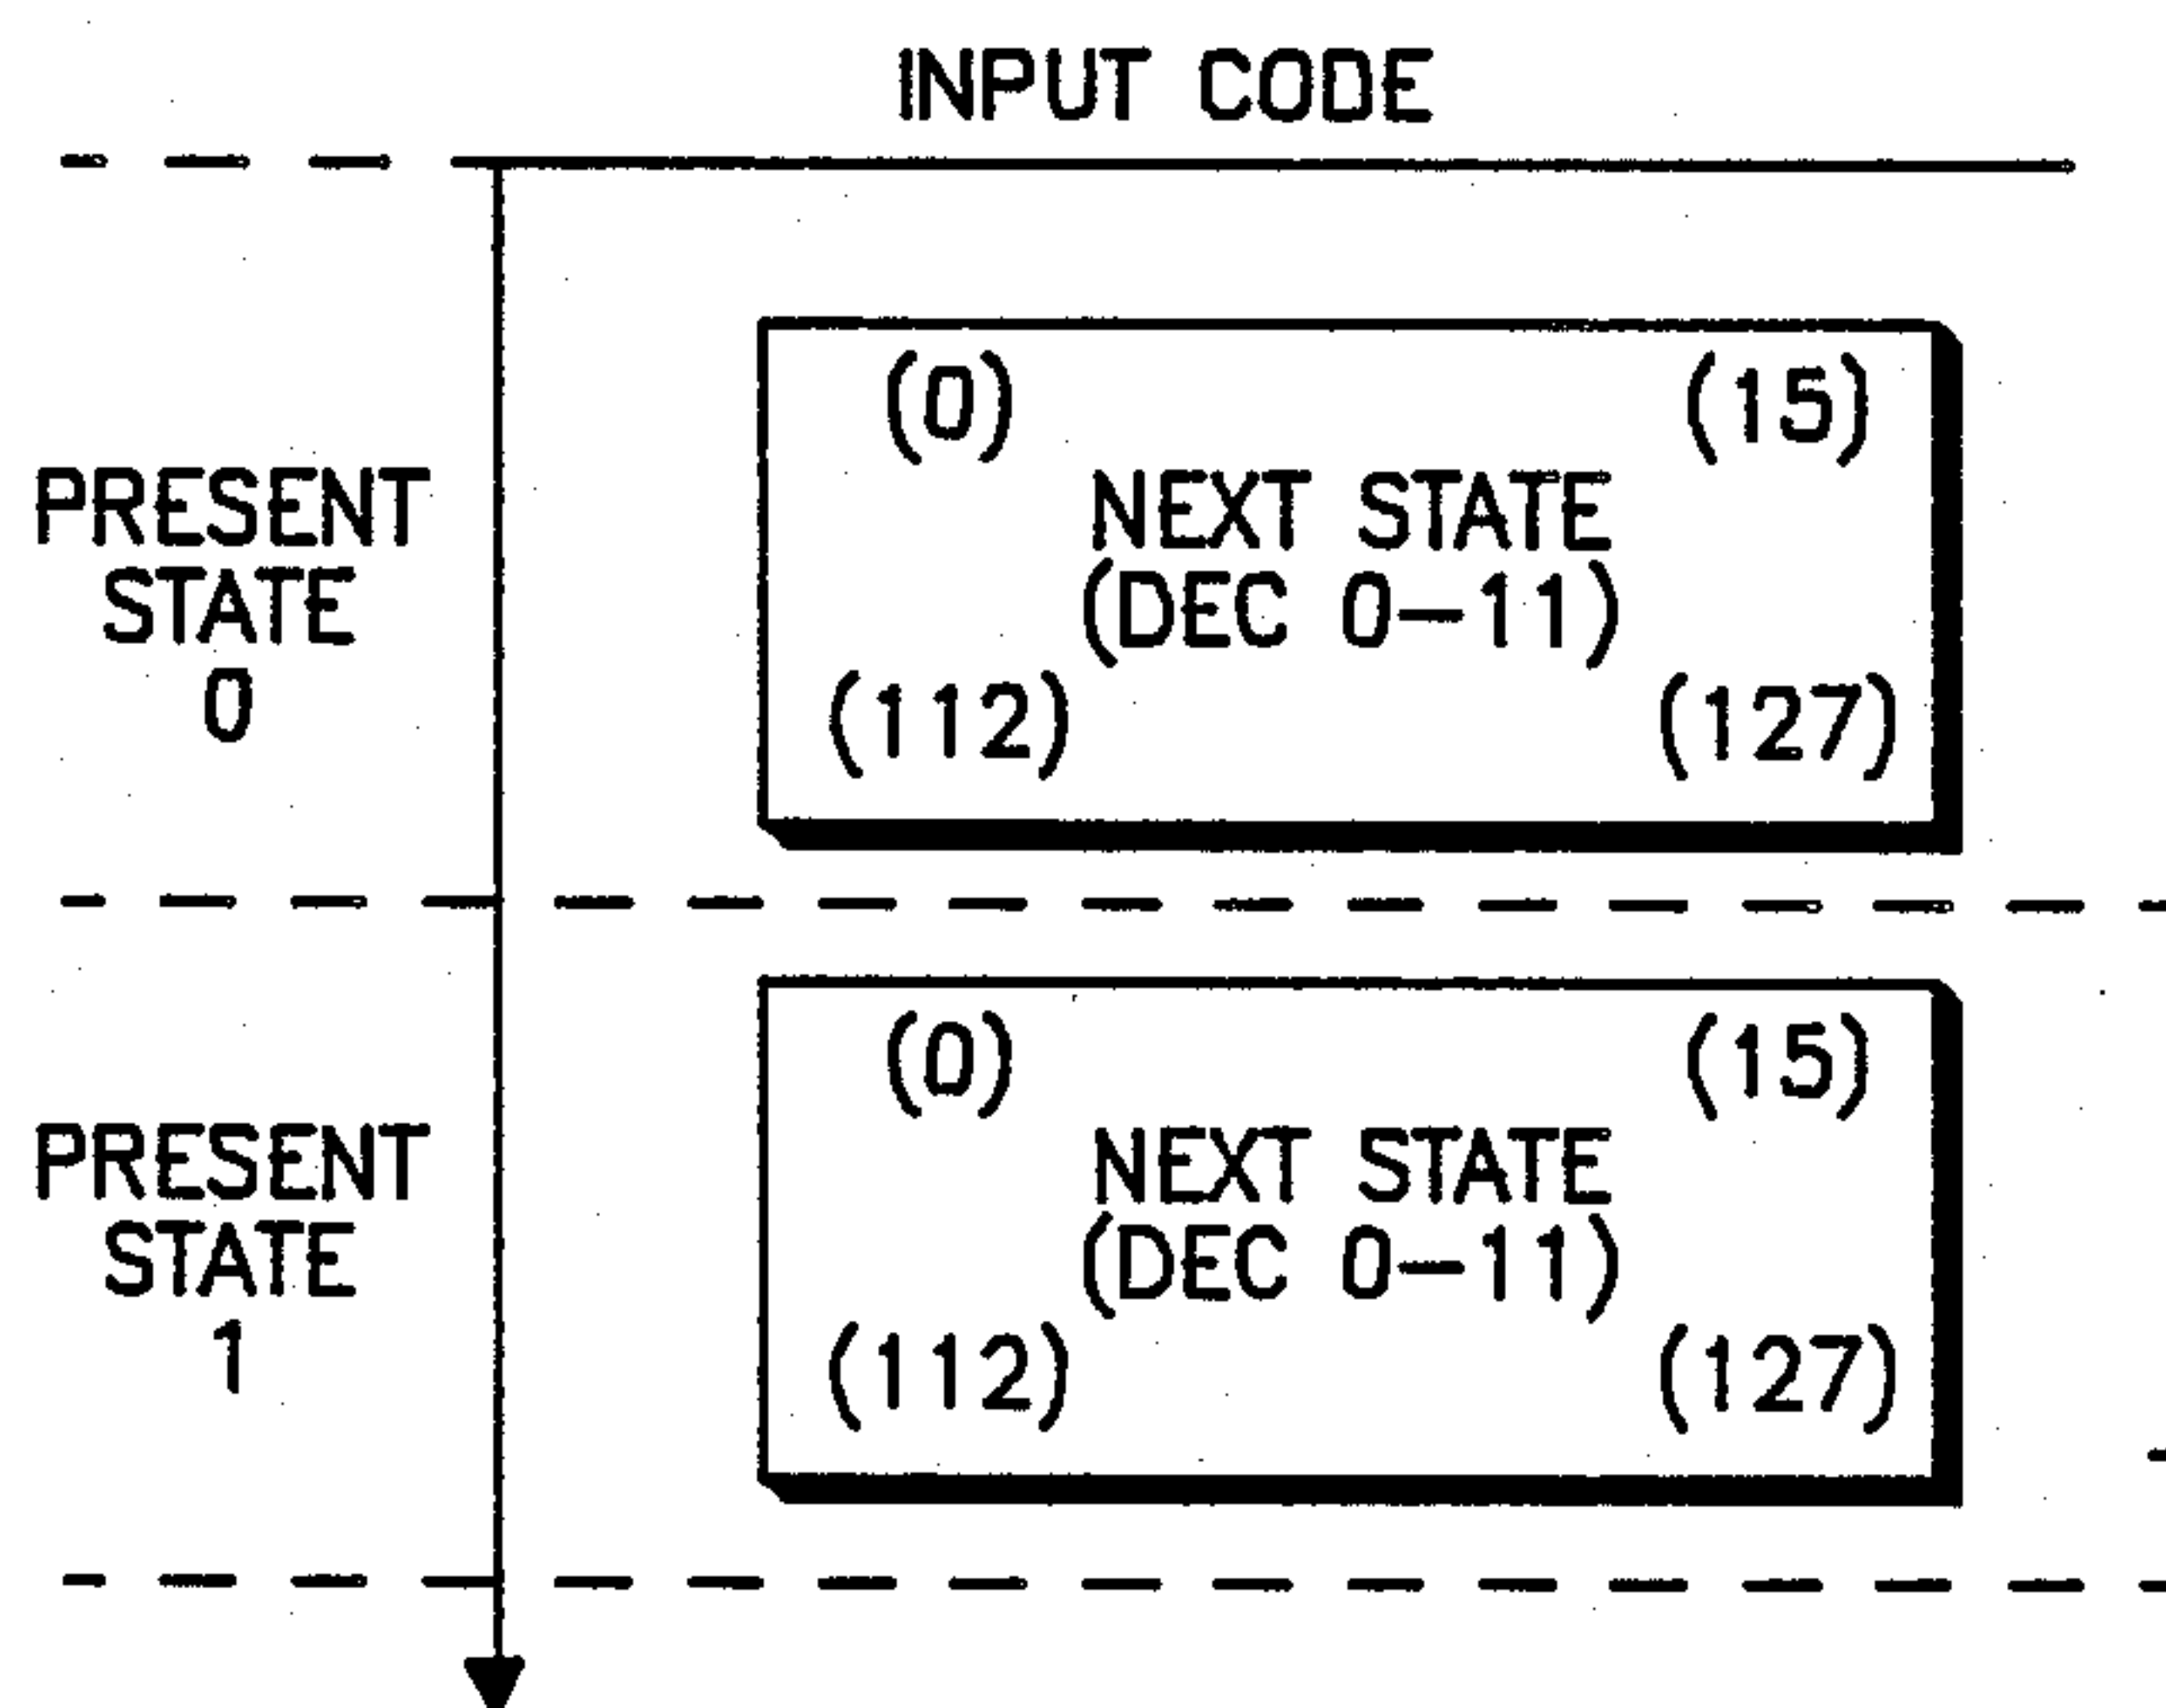 INPUT CODE
(0) (15)
PRESENT
STATE
0
NEXT STATE
(DEC 0-11)
(112) (127)
PRESENT
STATE
1
(0) (15)
NEXT STATE
(DEC 0-11)
(112) (127)